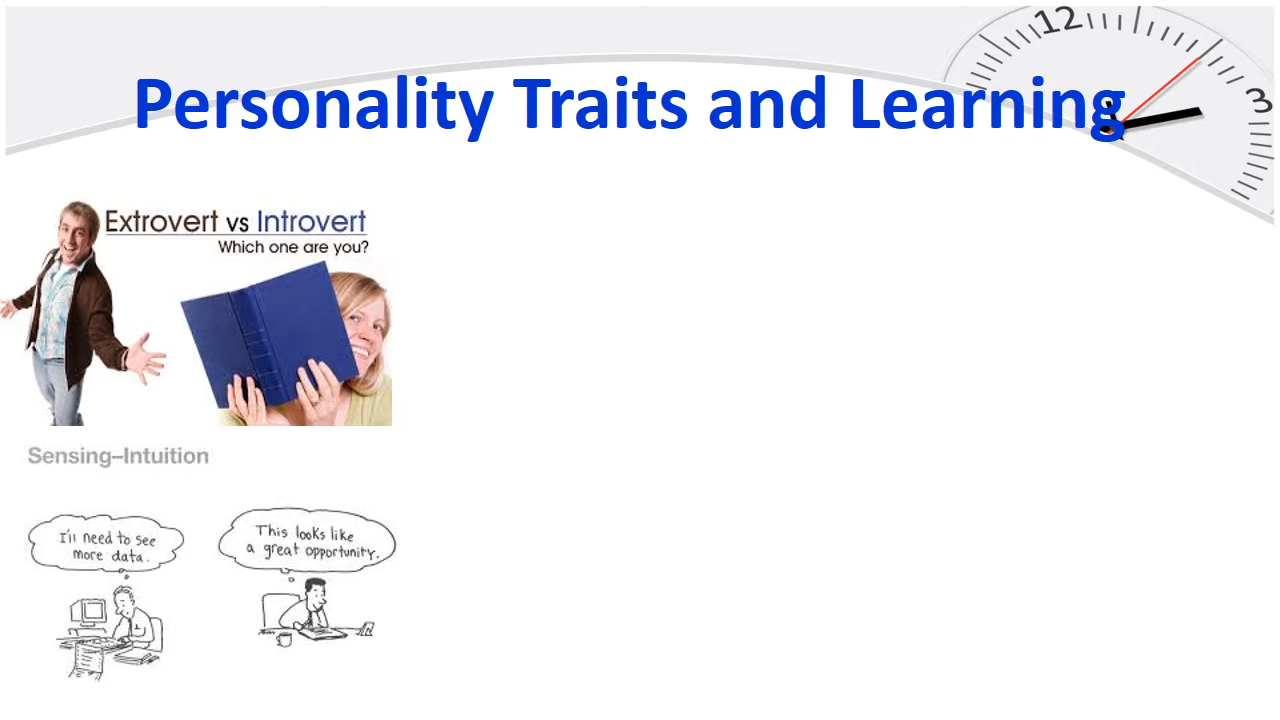 12
Personality Traits and Learning
3
Extrovert vs Introvert
Which one are you?
Sensing–Intuition
I'll need to see
more data.
This looks like
a great opportunity.